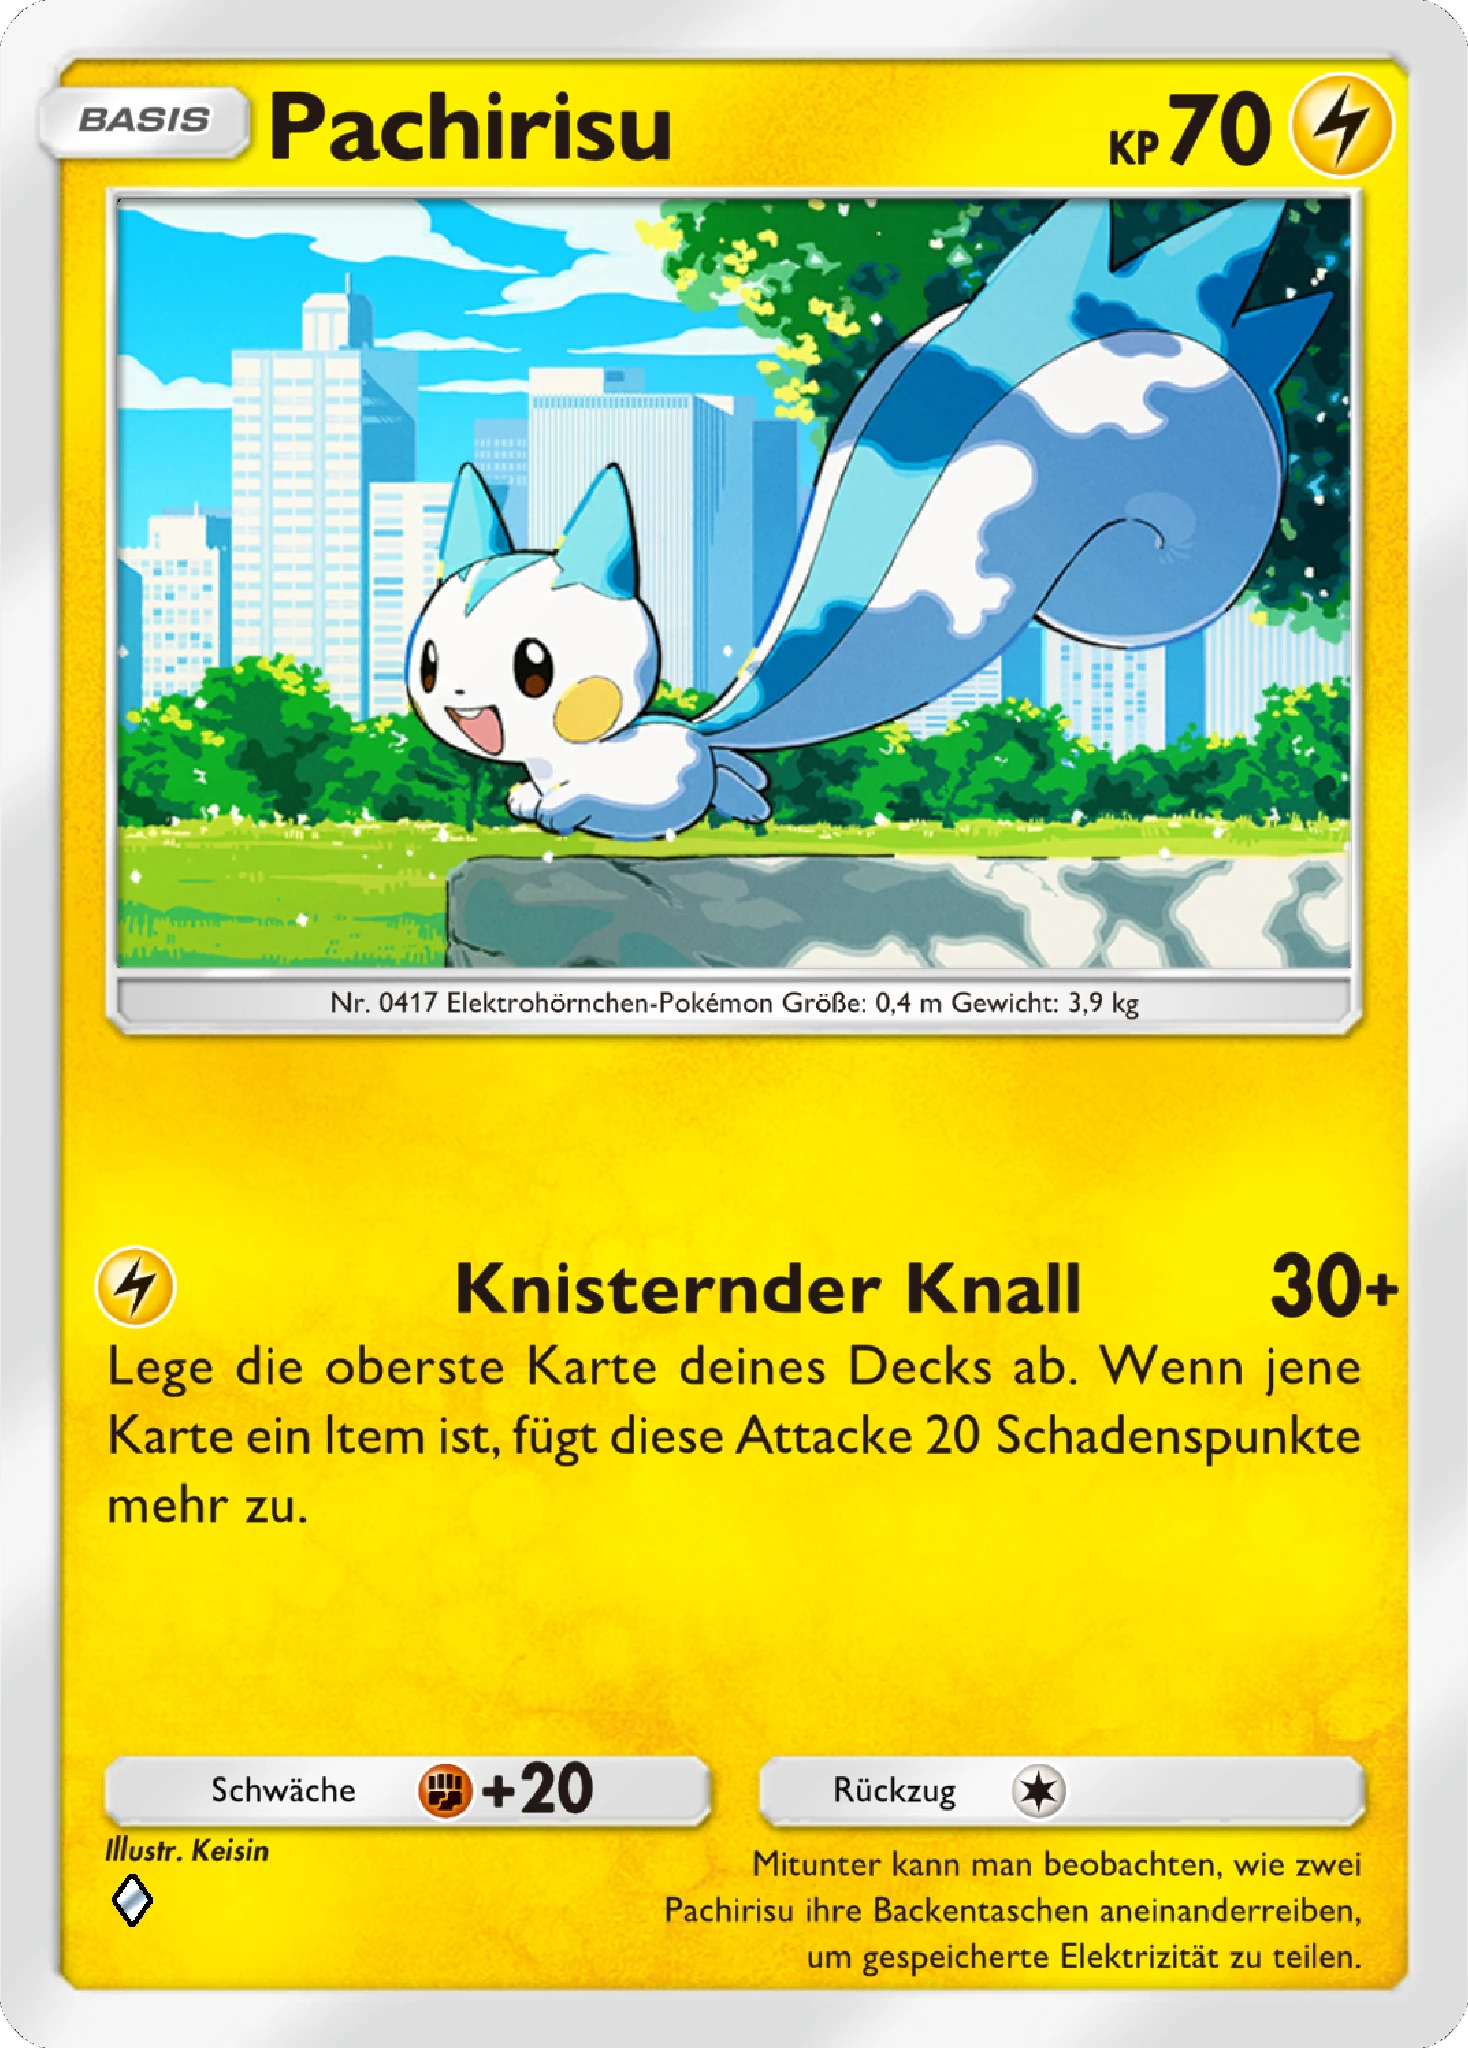 BASIS Pachirisu KP 70
Nr. 0417 Elektrohörnchen-Pokémon Größe: 0,4 m Gewicht: 3,9 kg
Knisternder Knall 30+
Lege die oberste Karte deines Decks ab. Wenn jene
Karte ein Item ist, fügt diese Attacke 20 Schadenspunkte
mehr zu.
Schwäche +20 Rückzug
Illustr. Keisin
Mitunter kann man beobachten, wie zwei
Pachirisu ihre Backentaschen aneinanderreiben,
um gespeicherte Elektrizität zu teilen.